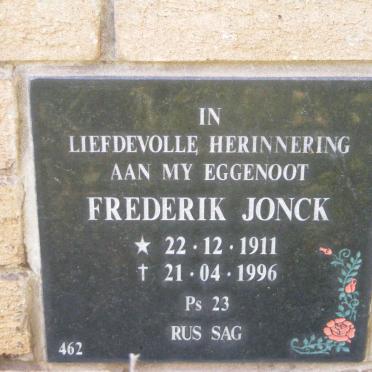 IN
LIEFDEVOLLE HERINNERING
AAN MY EGGENOOT
FREDERIK JONCK
★ 22·12·1911
† 21·04·1996
Ps 23
RUS SAG
462